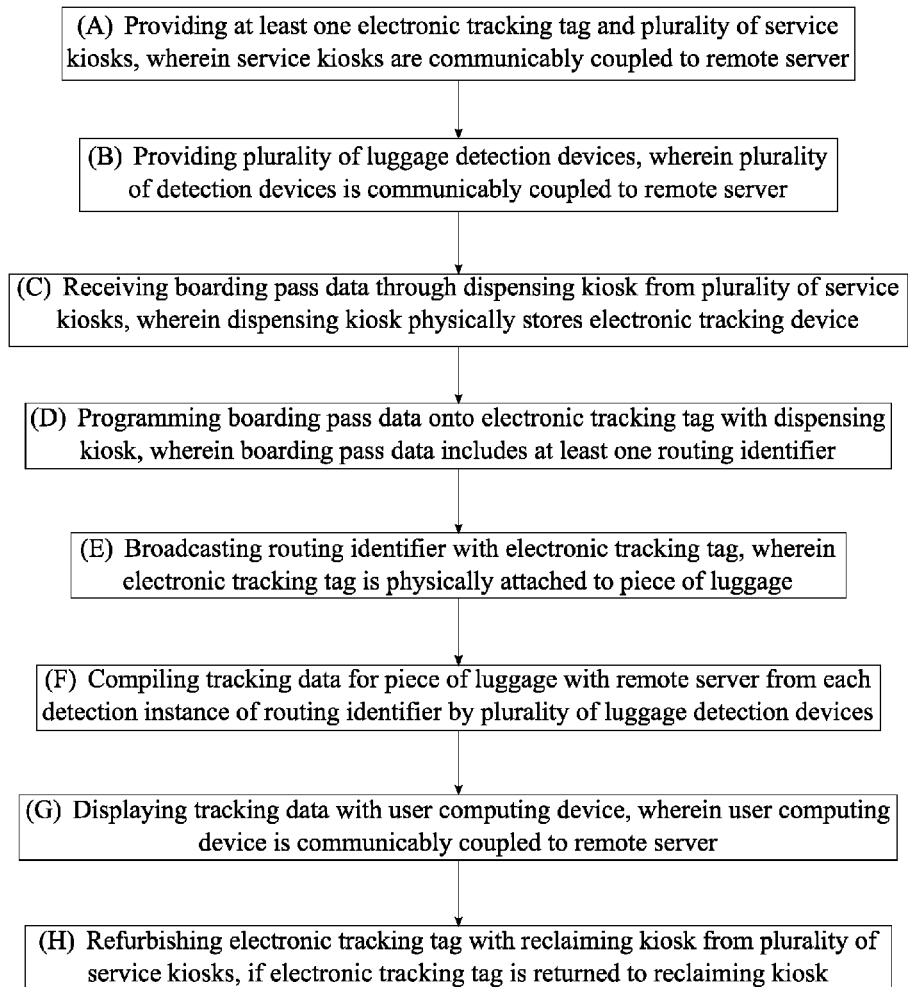 (A) Providing at least one electronic tracking tag and plurality of service
kiosks, wherein service kiosks are communicably coupled to remote server
(B) Providing plurality of luggage detection devices, wherein plurality
of detection devices is communicably coupled to remote server
(C) Receiving boarding pass data through dispensing kiosk from plurality of service
kiosks, wherein dispensing kiosk physically stores electronic tracking device
(D) Programming boarding pass data onto electronic tracking tag with dispensing
kiosk, wherein boarding pass data includes at least one routing identifier
(E) Broadcasting routing identifier with electronic tracking tag, wherein
electronic tracking tag is physically attached to piece of luggage
(F) Compiling tracking data for piece of luggage with remote server from each
detection instance of routing identifier by plurality of luggage detection devices
(G) Displaying tracking data with user computing device, wherein user computing
device is communicably coupled to remote server
(H) Refurbishing electronic tracking tag with reclaiming kiosk from plurality of
service kiosks, if electronic tracking tag is returned to reclaiming kiosk